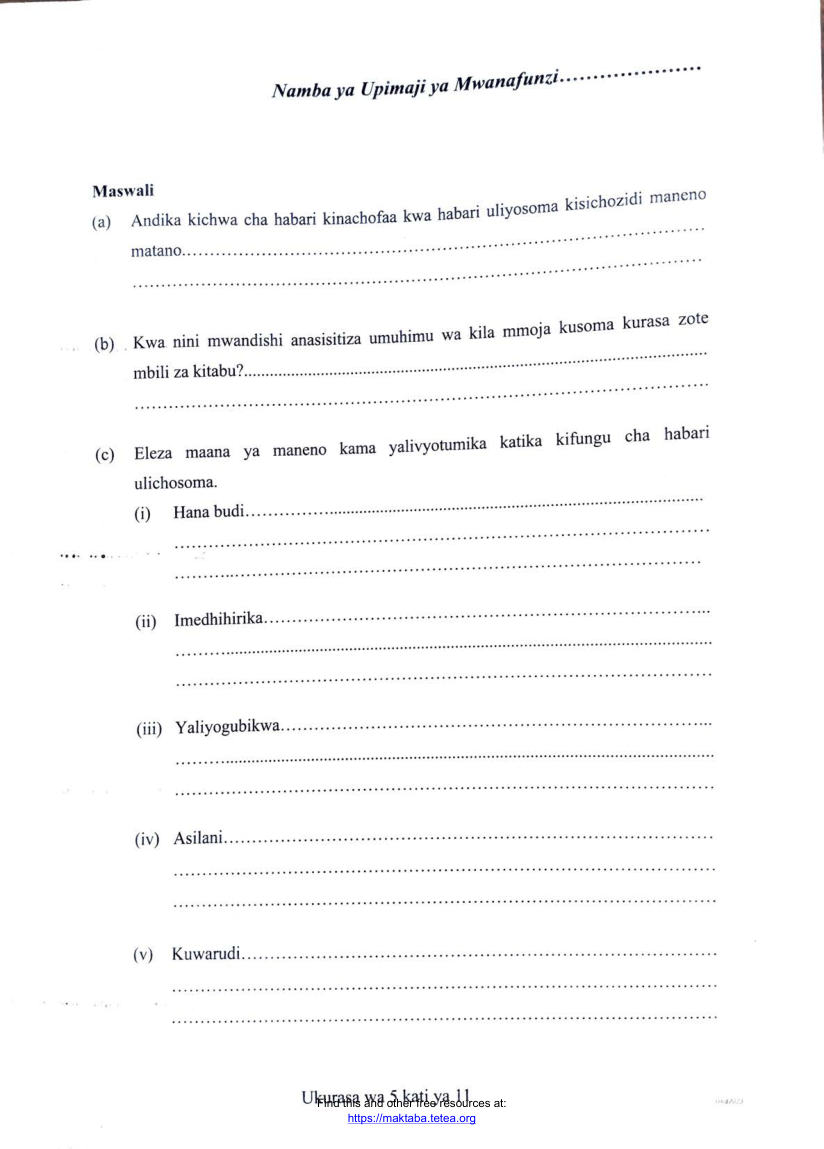 Namba ya Upimaji ya Mwanafunzi.....................
Maswali
(a) Andika kichwa cha habari kinachofaa kwa habari uliyosoma kisichozidi maneno
matano..........
(b) Kwa nini mwandishi anasisitiza umuhimu wa kila mmoja kusoma kurasa zote
mbili za kitabu?..........
(c) Eleza maana ya maneno kama yalivyotumika katika kifungu cha habari
ulichosoma.
(i) Hana budi..........
(ii) Imedhihirika..........
(iii) Yaliyogubikwa..........
(iv) Asilani..........
(v) Kuwarudi..........
Ukurasa wa 5 kati ya 11
Find this and other free resources at:
https://maktaba.tetea.org